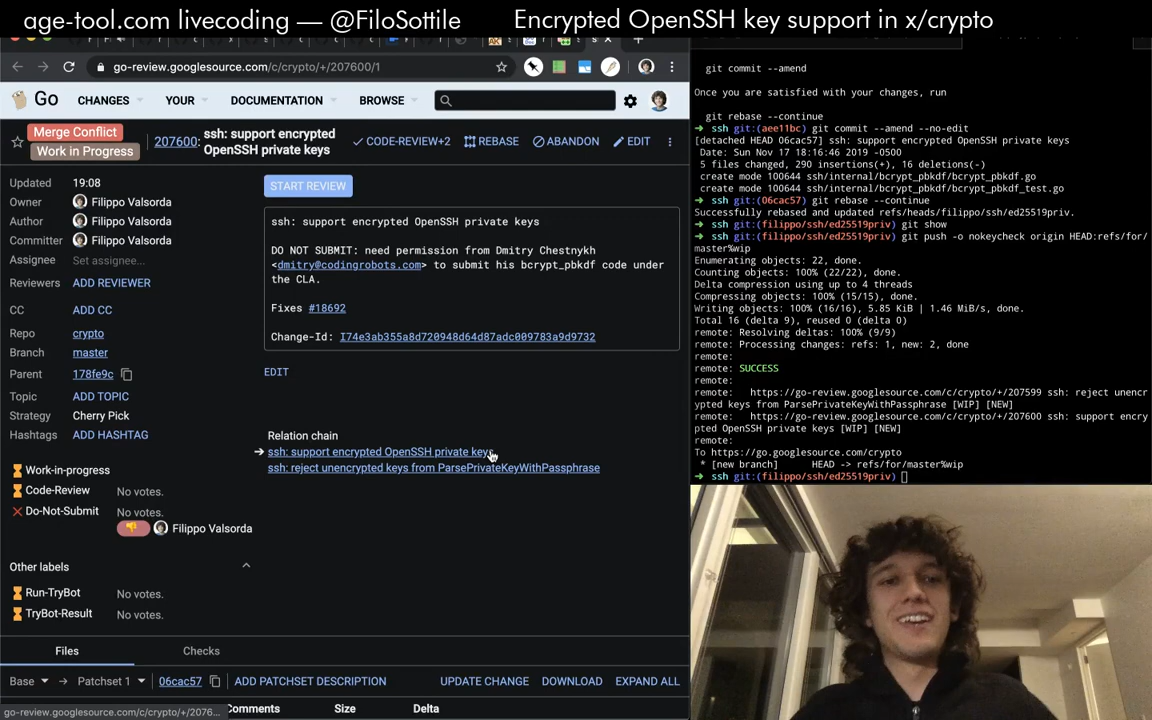 age-tool.com livecoding — @FiloSottile Encrypted OpenSSH key support in x/crypto
go-review.googlesource.com/c/crypto/+/207600/1
Go CHANGES YOUR DOCUMENTATION BROWSE
Merge Conflict
Work in Progress
207600: ssh: support encrypted OpenSSH private keys
CODE-REVIEW+2 REBASE ABANDON EDIT
Updated 19:08
Owner Filippo Valsorda
Author Filippo Valsorda
Committer Filippo Valsorda
Assignee Set assignee...
Reviewers ADD REVIEWER
CC ADD CC
Repo crypto
Branch master
Parent 178fe9c
Topic ADD TOPIC
Strategy Cherry Pick
Hashtags ADD HASHTAG
Work-in-progress
Code-Review No votes.
Do-Not-Submit No votes.
Filippo Valsorda
Other labels
Run-TryBot No votes.
TryBot-Result No votes.
START REVIEW
ssh: support encrypted OpenSSH private keys
DO NOT SUBMIT: need permission from Dmitry Chestnykh
<dmitry@codingrobots.com> to submit his bcrypt_pbkdf code under
the CLA.
Fixes #18692
Change-Id: I74e3ab355a8d720948d64d87adc009783a9d9732
EDIT
Relation chain
→ ssh: support encrypted OpenSSH private keys
ssh: reject unencrypted keys from ParsePrivateKeyWithPassphrase
Files Checks
Base → Patchset 1 06cac57 ADD PATCHSET DESCRIPTION UPDATE CHANGE DOWNLOAD EXPAND ALL
Comments Size Delta
go-review.googlesource.com/c/crypto/+/2076...
git commit --amend
Once you are satisfied with your changes, run
git rebase --continue
➜ ssh git:(aee11bc) git commit --amend --no-edit
[detached HEAD 06cac57] ssh: support encrypted OpenSSH private keys
Date: Sun Nov 17 18:16:46 2019 -0500
5 files changed, 290 insertions(+), 16 deletions(-)
create mode 100644 ssh/internal/bcrypt_pbkdf/bcrypt_pbkdf.go
create mode 100644 ssh/internal/bcrypt_pbkdf/bcrypt_pbkdf_test.go
➜ ssh git:(06cac57) git rebase --continue
Successfully rebased and updated refs/heads/filippo/ssh/ed25519priv.
➜ ssh git:(filippo/ssh/ed25519priv) git show
➜ ssh git:(filippo/ssh/ed25519priv) git push -o nokeycheck origin HEAD:refs/for/
master%wip
Enumerating objects: 22, done.
Counting objects: 100% (22/22), done.
Delta compression using up to 4 threads
Compressing objects: 100% (15/15), done.
Writing objects: 100% (16/16), 5.85 KiB | 1.46 MiB/s, done.
Total 16 (delta 9), reused 0 (delta 0)
remote: Resolving deltas: 100% (9/9)
remote: Processing changes: refs: 1, new: 2, done
remote:
remote: SUCCESS
remote:
remote: https://go-review.googlesource.com/c/crypto/+/207599 ssh: reject unencr
ypted keys from ParsePrivateKeyWithPassphrase [WIP] [NEW]
remote: https://go-review.googlesource.com/c/crypto/+/207600 ssh: support encry
pted OpenSSH private keys [WIP] [NEW]
remote:
To https://go.googlesource.com/crypto
* [new branch] HEAD -> refs/for/master%wip
➜ ssh git:(filippo/ssh/ed25519priv)